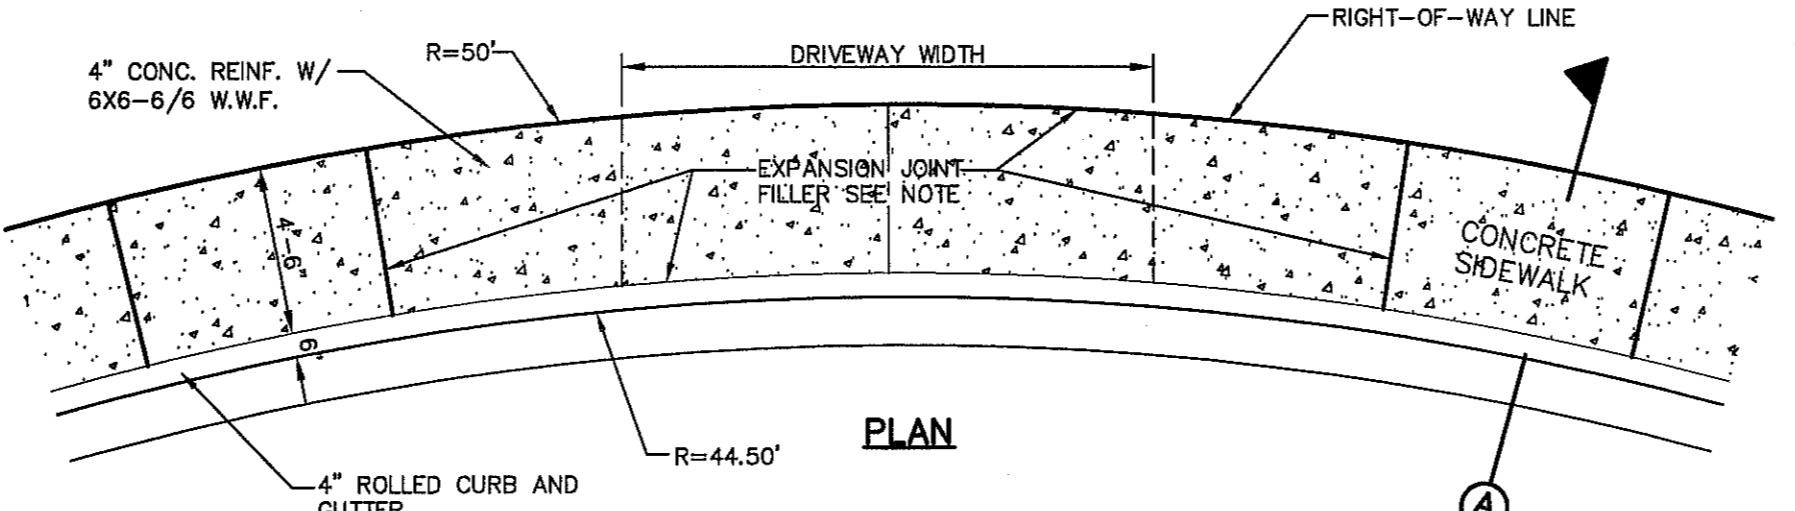 RIGHT-OF-WAY LINE
R=50'
DRIVEWAY WIDTH
4" CONC. REINF. W/
6X6-6/6 W.W.F.
EXPANSION JOINT
FILLER SEE NOTE
4'-6"
CONCRETE
SIDEWALK
6"
PLAN
R=44.50'
4" ROLLED CURB AND
GUTTER
A